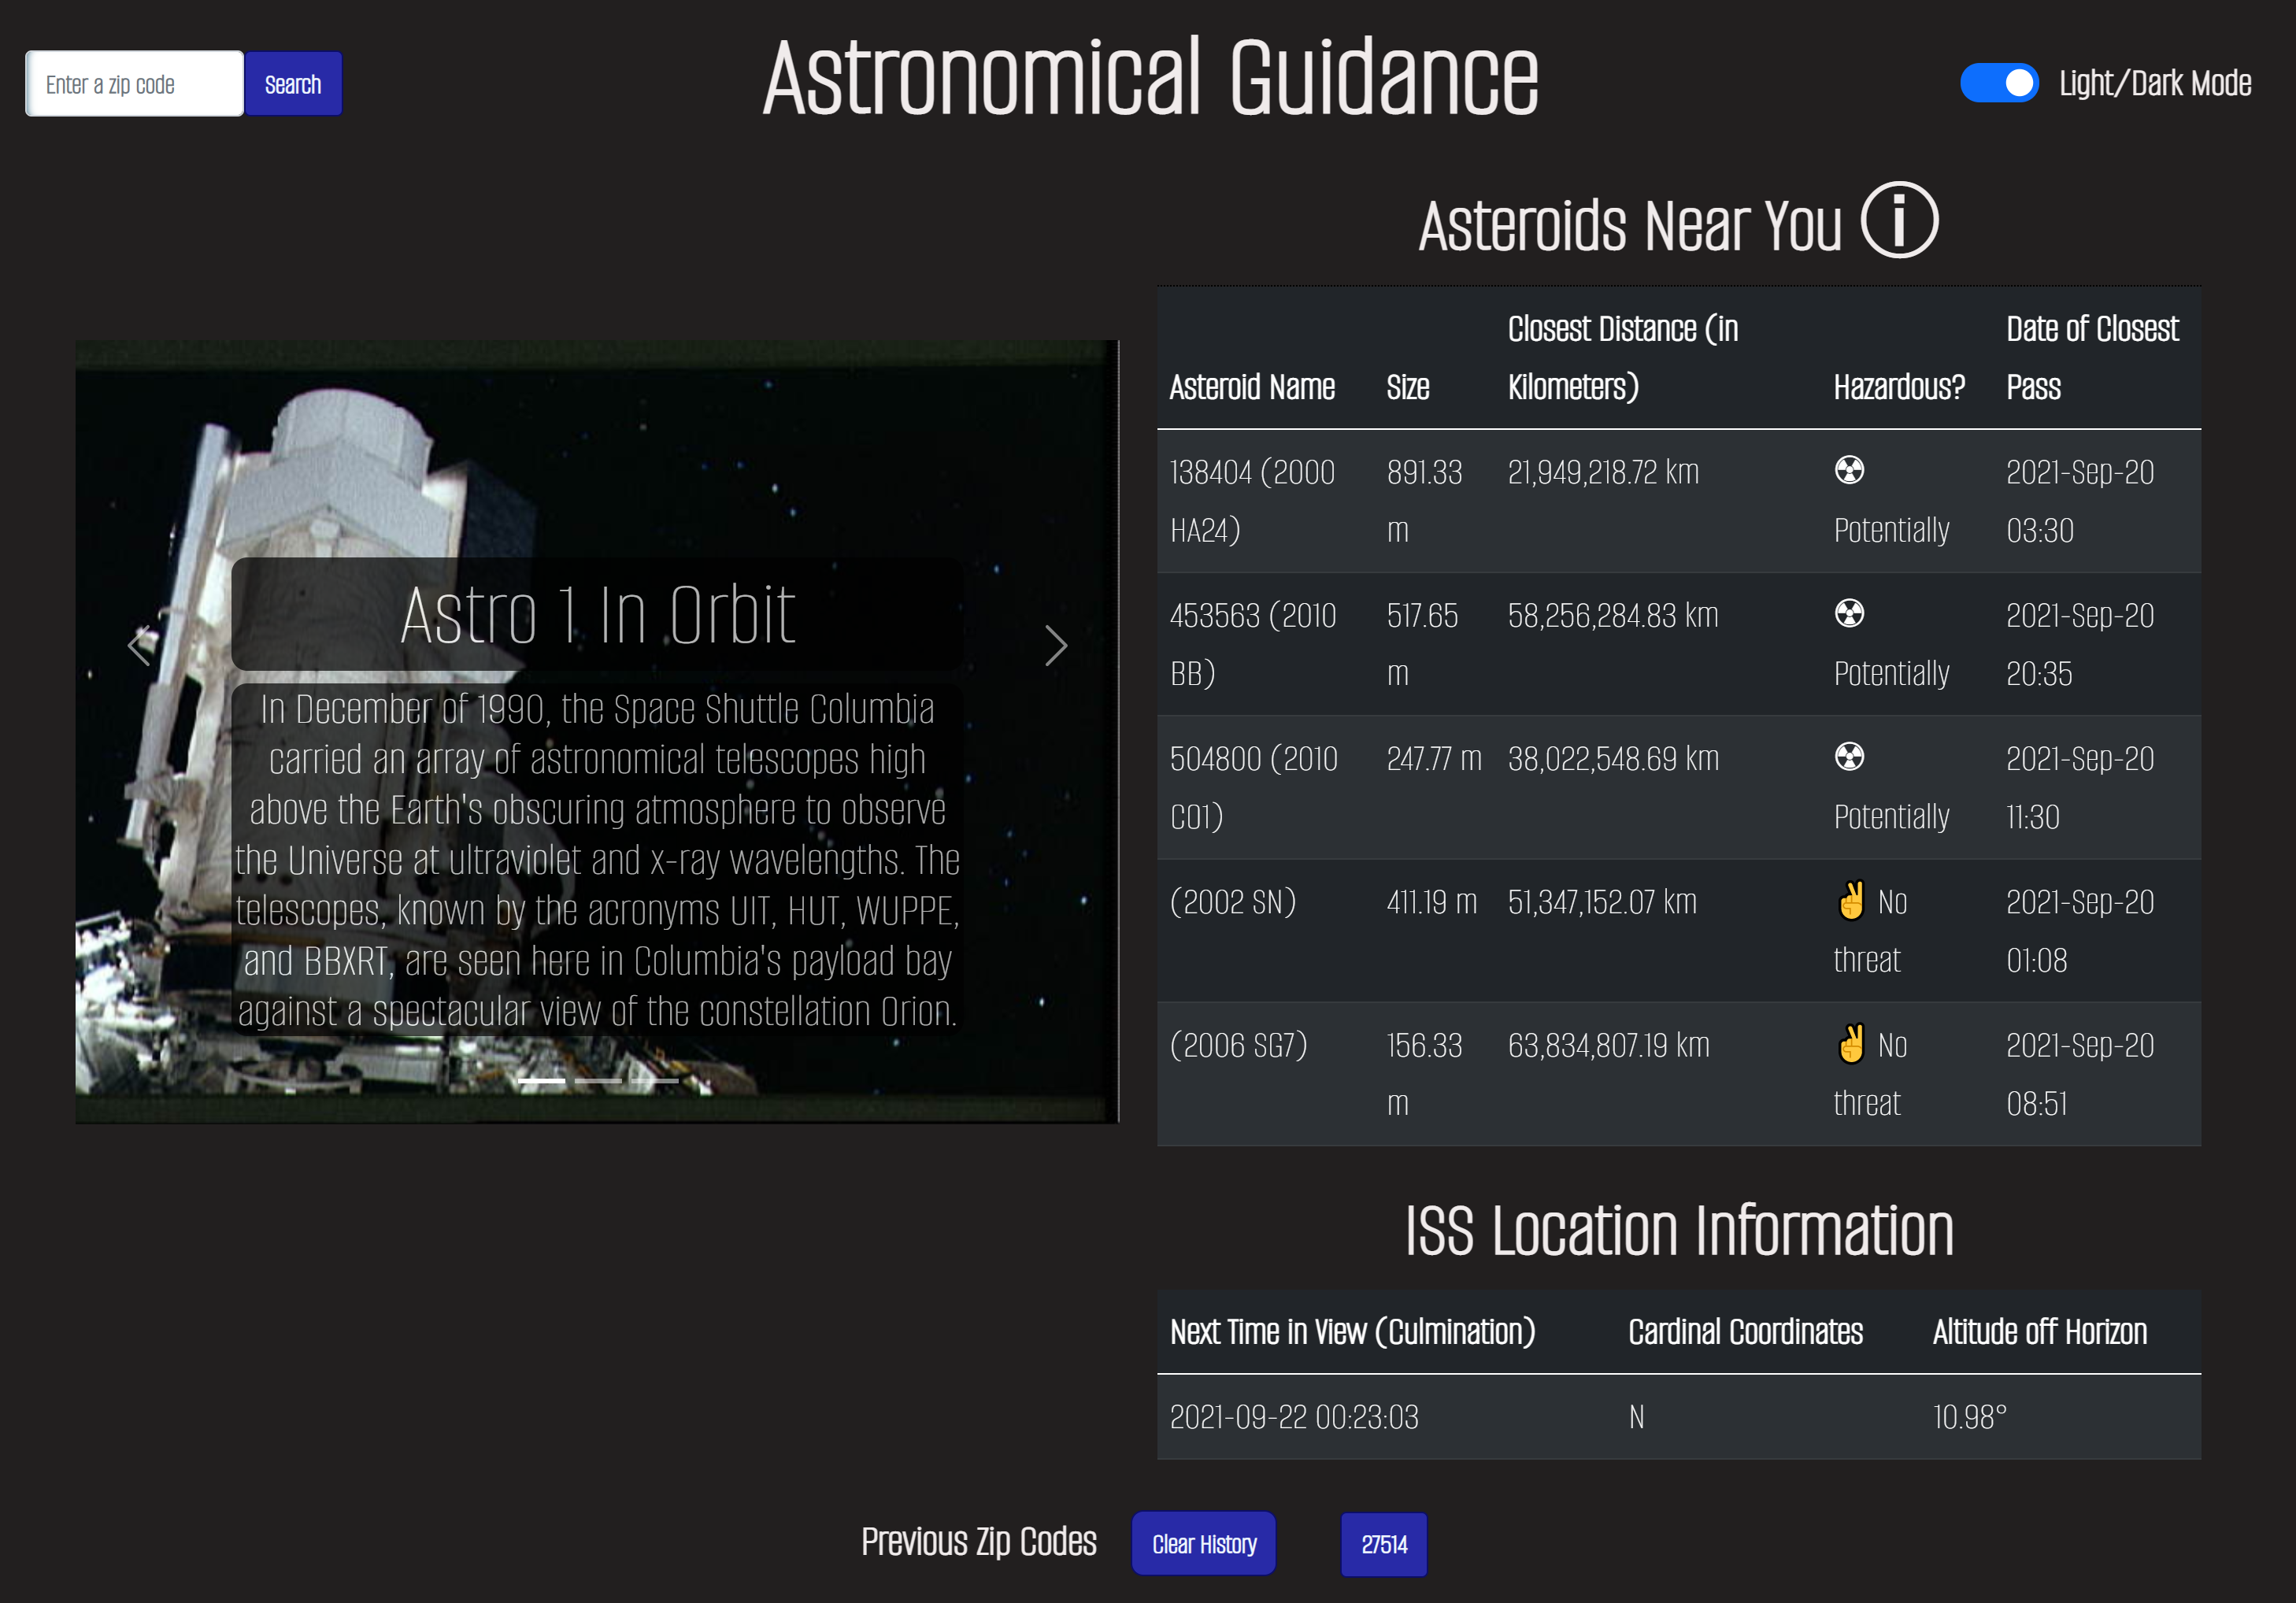 Enter a zip code
Search
Astronomical Guidance
Light/Dark Mode
Astro 1 In Orbit
In December of 1990, the Space Shuttle Columbia
carried an array of astronomical telescopes high
above the Earth's obscuring atmosphere to observe
the Universe at ultraviolet and x-ray wavelengths. The
telescopes, known by the acronyms UIT, HUT, WUPPE,
and BBXRT, are seen here in Columbia's payload bay
against a spectacular view of the constellation Orion.
Asteroids Near You
Closest Distance (in Date of Closest
Asteroid Name Size Kilometers) Hazardous? Pass
138404 (2000 891.33 21,949,218.72 km ☢ 2021-Sep-20
HA24) m Potentially 03:30
453563 (2010 517.65 58,256,284.83 km ☢ 2021-Sep-20
BB) m Potentially 20:35
504800 (2010 247.77 m 38,022,548.69 km ☢ 2021-Sep-20
CO1) Potentially 11:30
(2002 SN) 411.19 m 51,347,152.07 km ✌ No 2021-Sep-20
threat 01:08
(2006 SG7) 156.33 63,834,807.19 km ✌ No 2021-Sep-20
m threat 08:51
ISS Location Information
Next Time in View (Culmination) Cardinal Coordinates Altitude off Horizon
2021-09-22 00:23:03 N 10.98°
Previous Zip Codes Clear History 27514